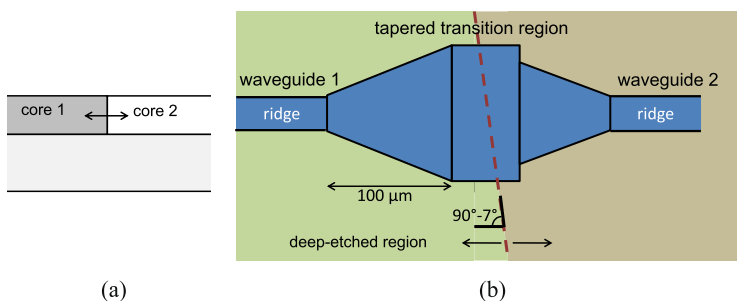 core 1
core 2
(a)
tapered transition region
waveguide 1
waveguide 2
ridge
ridge
100 µm
90°-7°
deep-etched region
(b)